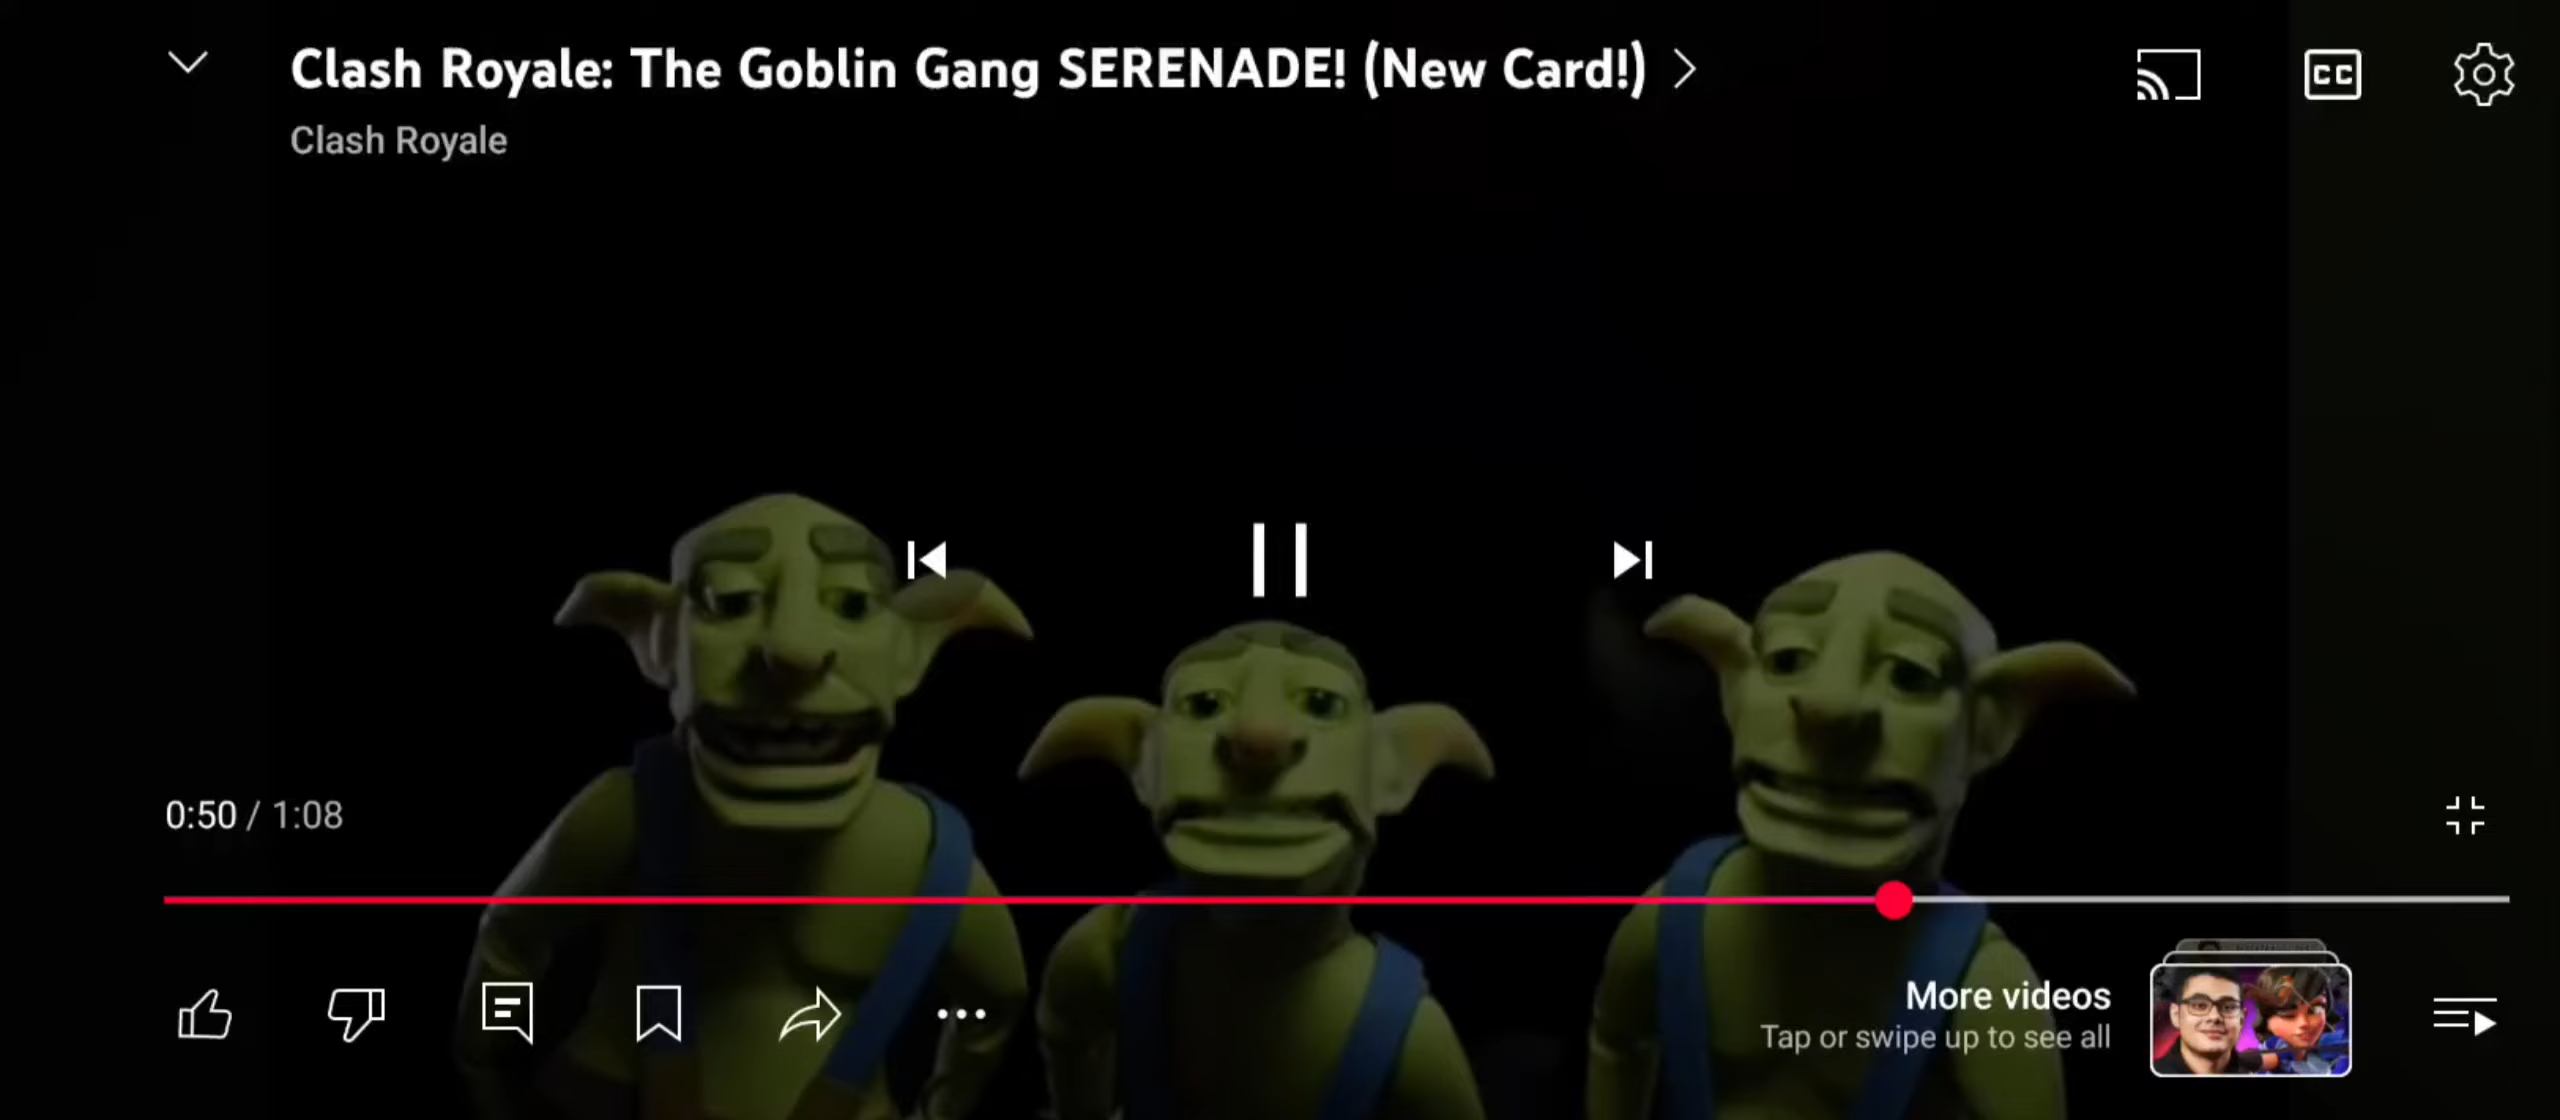 Clash Royale: The Goblin Gang SERENADE! (New Card!)
Clash Royale
CC
0:50 / 1:08
More videos
Tap or swipe up to see all